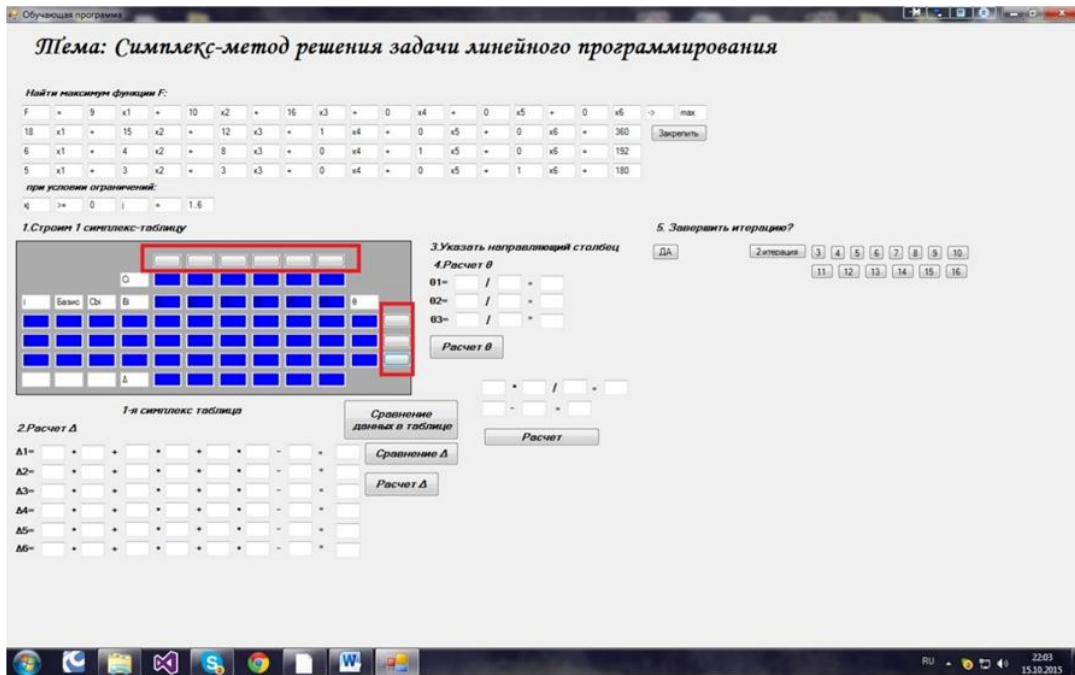 Обучающая программа
Тема: Симплекс-метод решения задачи линейного программирования
Найти максимум функции F:
F = 9 x1 + 10 x2 + 16 x3 + 0 x4 + 0 x5 + 0 x6 -> max
18 x1 + 15 x2 + 12 x3 + 1 x4 + 0 x5 + 0 x6 = 360 Закрепить
6 x1 + 4 x2 + 8 x3 + 0 x4 + 1 x5 + 0 x6 = 192
5 x1 + 3 x2 + 3 x3 + 0 x4 + 0 x5 + 1 x6 = 180
при условии ограничений:
xj >= 0 j = 1..6
1.Строим 1 симплекс-таблицу
Ci
i Базис Cbi Bi θ
Δ
1-я симплекс таблица
2.Расчет Δ
Δ1= * + * + * - =
Δ2= * + * + * - =
Δ3= * + * + * - =
Δ4= * + * + * - =
Δ5= * + * + * - =
Δ6= * + * + * - =
Сравнение
данных в таблице
Сравнение Δ
Расчет Δ
3.Указать направляющий столбец
4.Расчет θ
θ1= / =
θ2= / =
θ3= / =
Расчет θ
* / =
- =
Расчет
5. Завершить итерацию?
ДА 2 итерация 3 4 5 6 7 8 9 10
11 12 13 14 15 16
RU 22:03
15.10.2015